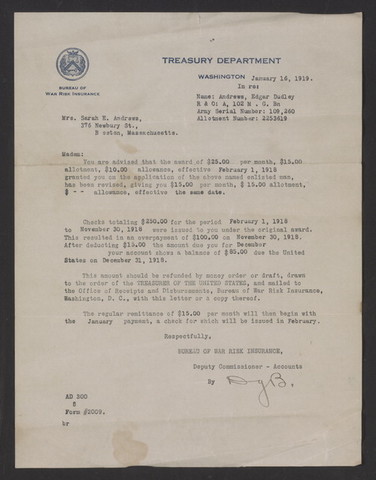 TREASURY DEPARTMENT
WASHINGTON
BUREAU OF
WAR RISK INSURANCE
January 16, 1919.
In re:
Name: Andrews, Edgar Dudley
R & O: A, 102 M . G. Bn
Army Serial Number: 109,260
Allotment Number: 2253619
Mrs. Sarah E. Andrews,
276 Newbury St.,
B oston, Massachusetts.
Madam:
You are advised that the award of $25.00 per month, $15.00
allotment, $10.00 allowance, effective February 1, 1918
granted you on the application of the above named enlisted man,
has been revised, giving you $15.00 per month, $ 15.00 allotment,
$ - - allowance, effective the same date.
Checks totaling $250.00 for the period February 1, 1918
to November 30, 1918 were issued to you under the original award.
This resulted in an overpayment of $100.00 on November 30, 1918.
After deducting $15.00 the amount due you for December
your account shows a balance of $85.00 due the United
States on December 31, 1918.
This amount should be refunded by money order or draft, drawn
to the order of the TREASURER OF THE UNITED STATES, and mailed to
the Office of Receipts and Disbursements, Bureau of War Risk Insurance,
Washington, D. C., with this letter or a copy thereof.
The regular remittance of $15.00 per month will then begin with
the January payment, a check for which will be issued in February.
Respectfully,
BUREAU OF WAR RISK INSURANCE,
Deputy Commissioner - Accounts
By
AD 300
S
Form #2009.
br